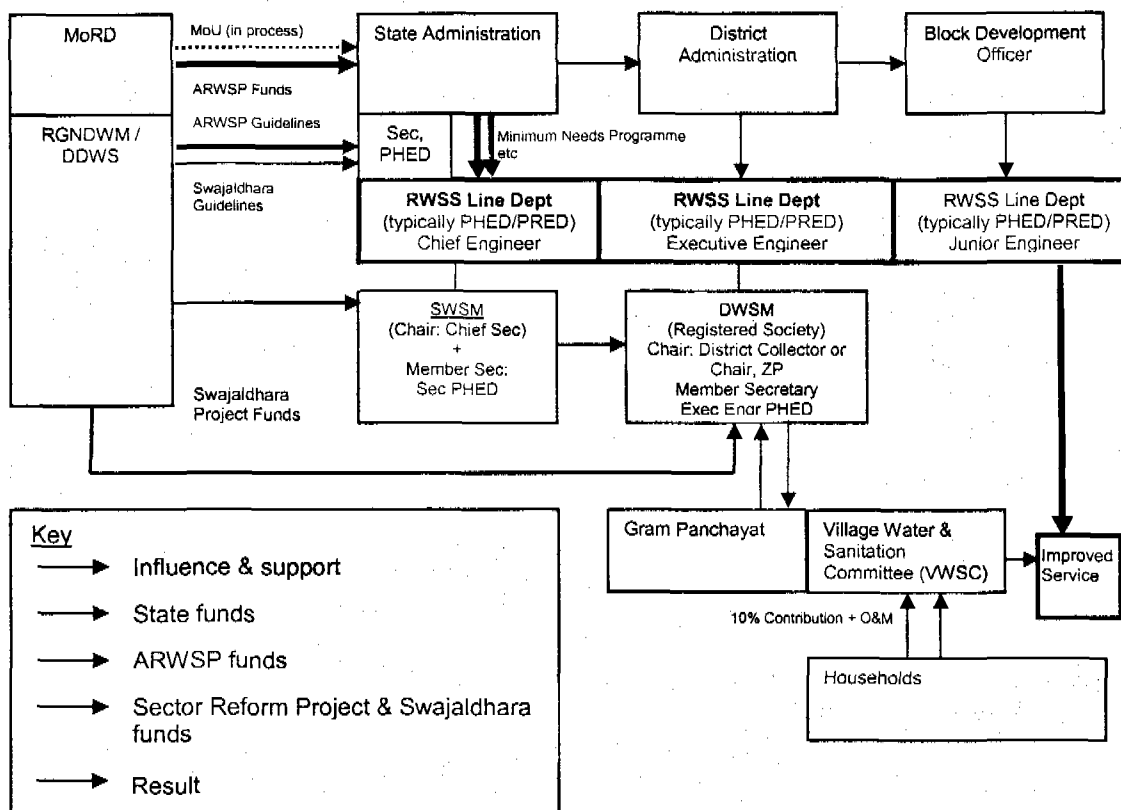 MoRD
MoU (in process)
State Administration
District
Administration
Block Development
Officer
ARWSP Funds
RGNDWM /
DDWS
ARWSP Guidelines
Sec,
PHED
Minimum Needs Programme
etc
Swajaldhara
Guidelines
RWSS Line Dept
(typically PHED/PRED)
Chief Engineer
RWSS Line Dept
(typically PHED/PRED)
Executive Engineer
RWSS Line Dept
(typically PHED/PRED)
Junior Engineer
SWSM
(Chair: Chief Sec)
+
Member Sec:
Sec PHED
DWSM
(Registered Society)
Chair: District Collector or
Chair, ZP
Member Secretary
Exec Engr PHED
Swajaldhara
Project Funds
Gram Panchayat
Village Water &
Sanitation
Committee (VWSC)
Improved
Service
10% Contribution + O&M
Households
Key
Influence & support
State funds
ARWSP funds
Sector Reform Project & Swajaldhara
funds
Result